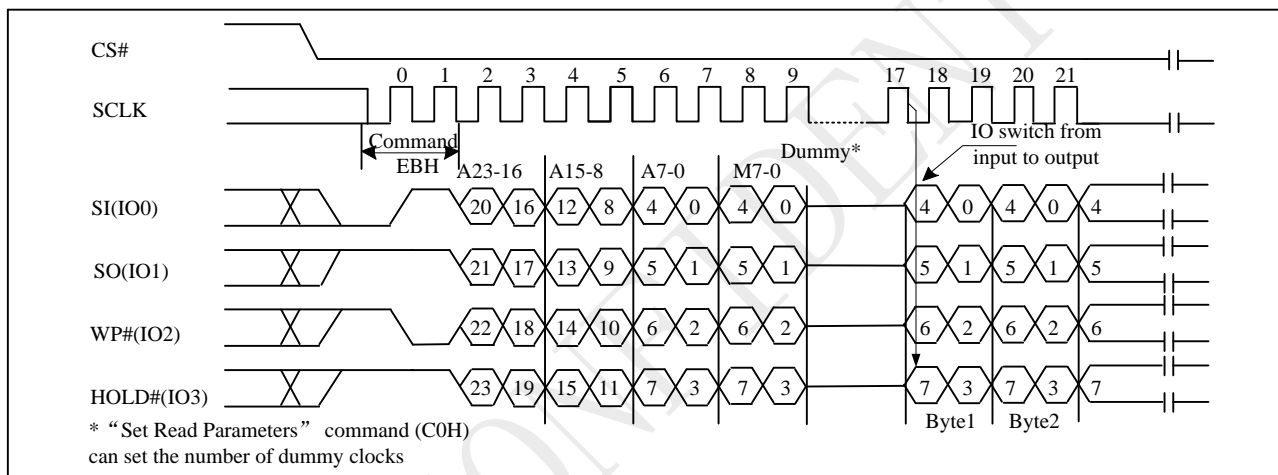 CS#
0 1 2 3 4 5 6 7 8 9 17 18 19 20 21
SCLK
Command
EBH
Dummy*
IO switch from
input to output
A23-16 A15-8 A7-0 M7-0
SI(IO0) 20 16 12 8 4 0 4 0 4 0 4 0 4
SO(IO1) 21 17 13 9 5 1 5 1 5 1 5 1 5
WP#(IO2) 22 18 14 10 6 2 6 2 6 2 6 2 6
HOLD#(IO3) 23 19 15 11 7 3 7 3 7 3 7 3 7
Byte1 Byte2
* “Set Read Parameters” command (C0H)
can set the number of dummy clocks